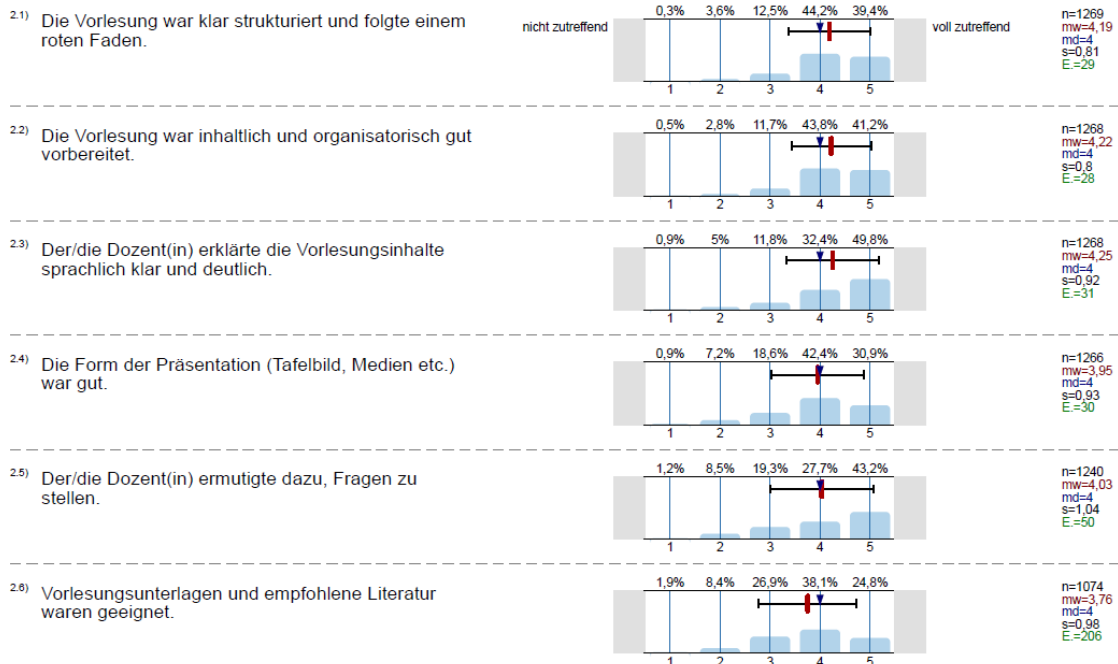 2.1) Die Vorlesung war klar strukturiert und folgte einem
roten Faden.
nicht zutreffend
0,3% 3,6% 12,5% 44,2% 39,4%
1 2 3 4 5
voll zutreffend
n=1269
mw=4,19
md=4
s=0,81
E.=29
2.2) Die Vorlesung war inhaltlich und organisatorisch gut
vorbereitet.
0,5% 2,8% 11,7% 43,8% 41,2%
1 2 3 4 5
n=1268
mw=4,22
md=4
s=0,8
E.=28
2.3) Der/die Dozent(in) erklärte die Vorlesungsinhalte
sprachlich klar und deutlich.
0,9% 5% 11,8% 32,4% 49,8%
1 2 3 4 5
n=1268
mw=4,25
md=4
s=0,92
E.=31
2.4) Die Form der Präsentation (Tafelbild, Medien etc.)
war gut.
0,9% 7,2% 18,6% 42,4% 30,9%
1 2 3 4 5
n=1266
mw=3,95
md=4
s=0,93
E.=30
2.5) Der/die Dozent(in) ermutigte dazu, Fragen zu
stellen.
1,2% 8,5% 19,3% 27,7% 43,2%
1 2 3 4 5
n=1240
mw=4,03
md=4
s=1,04
E.=50
2.6) Vorlesungsunterlagen und empfohlene Literatur
waren geeignet.
1,9% 8,4% 26,9% 38,1% 24,8%
1 2 3 4 5
n=1074
mw=3,76
md=4
s=0,98
E.=206